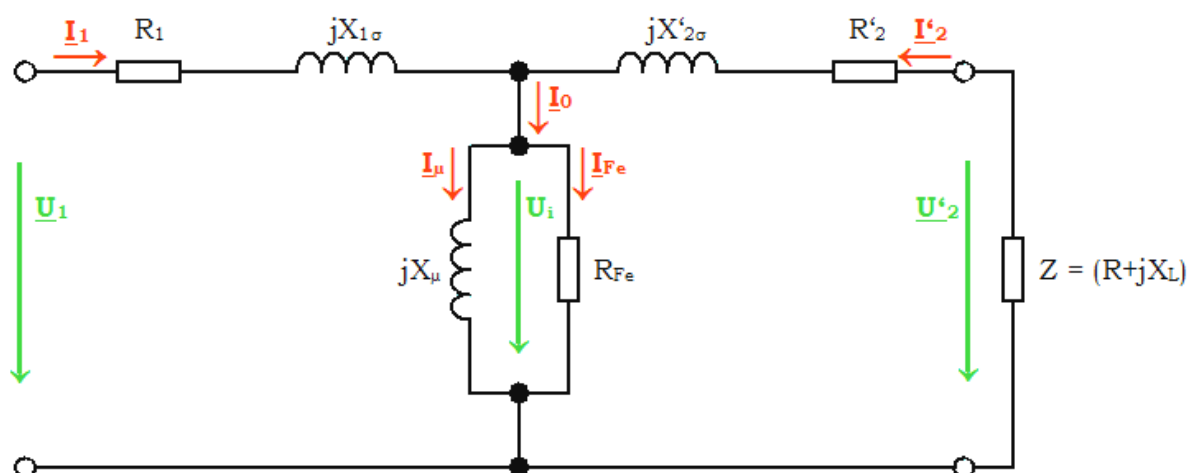 I1 R1 jX1σ jX‘2σ R‘2 I‘2
I0
Iμ IFe
U1 Ui U‘2
jXμ RFe Z = (R+jXL)